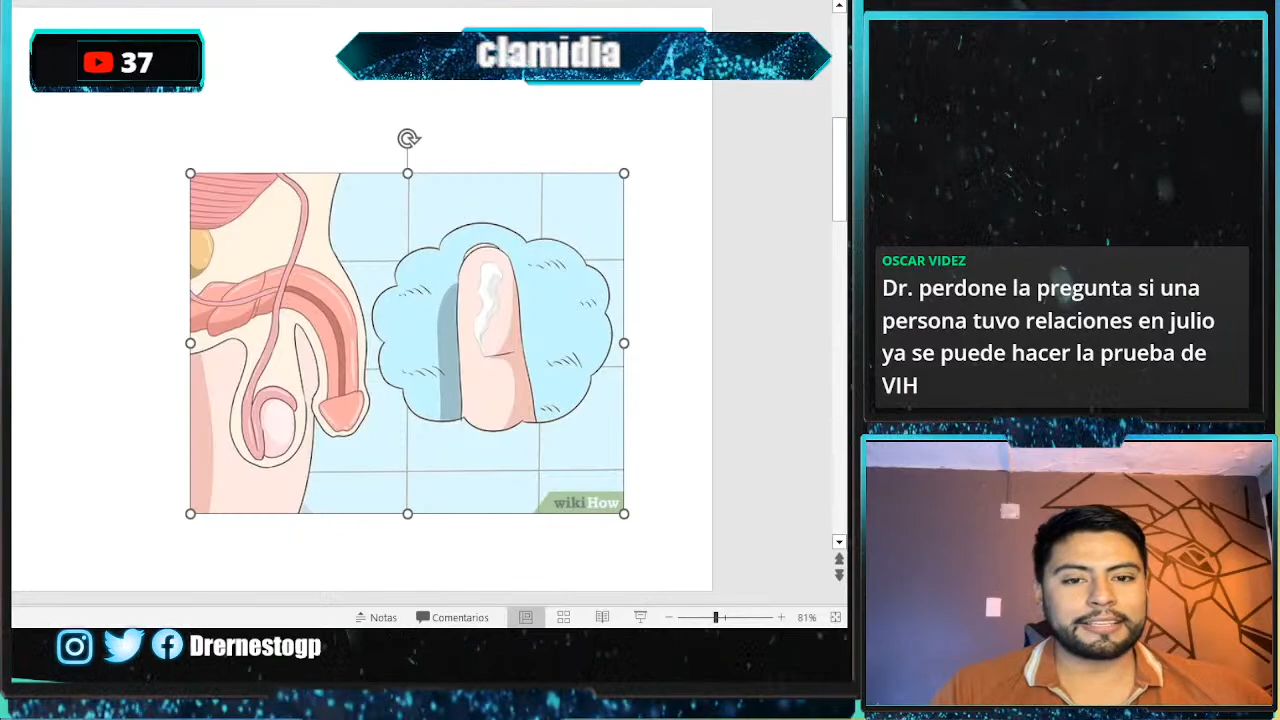 37
clamidia
OSCAR VIDEZ
Dr. perdone la pregunta si una
persona tuvo relaciones en julio
ya se puede hacer la prueba de
VIH
wikiHow
Notas
Comentarios
81%
Drernestogp